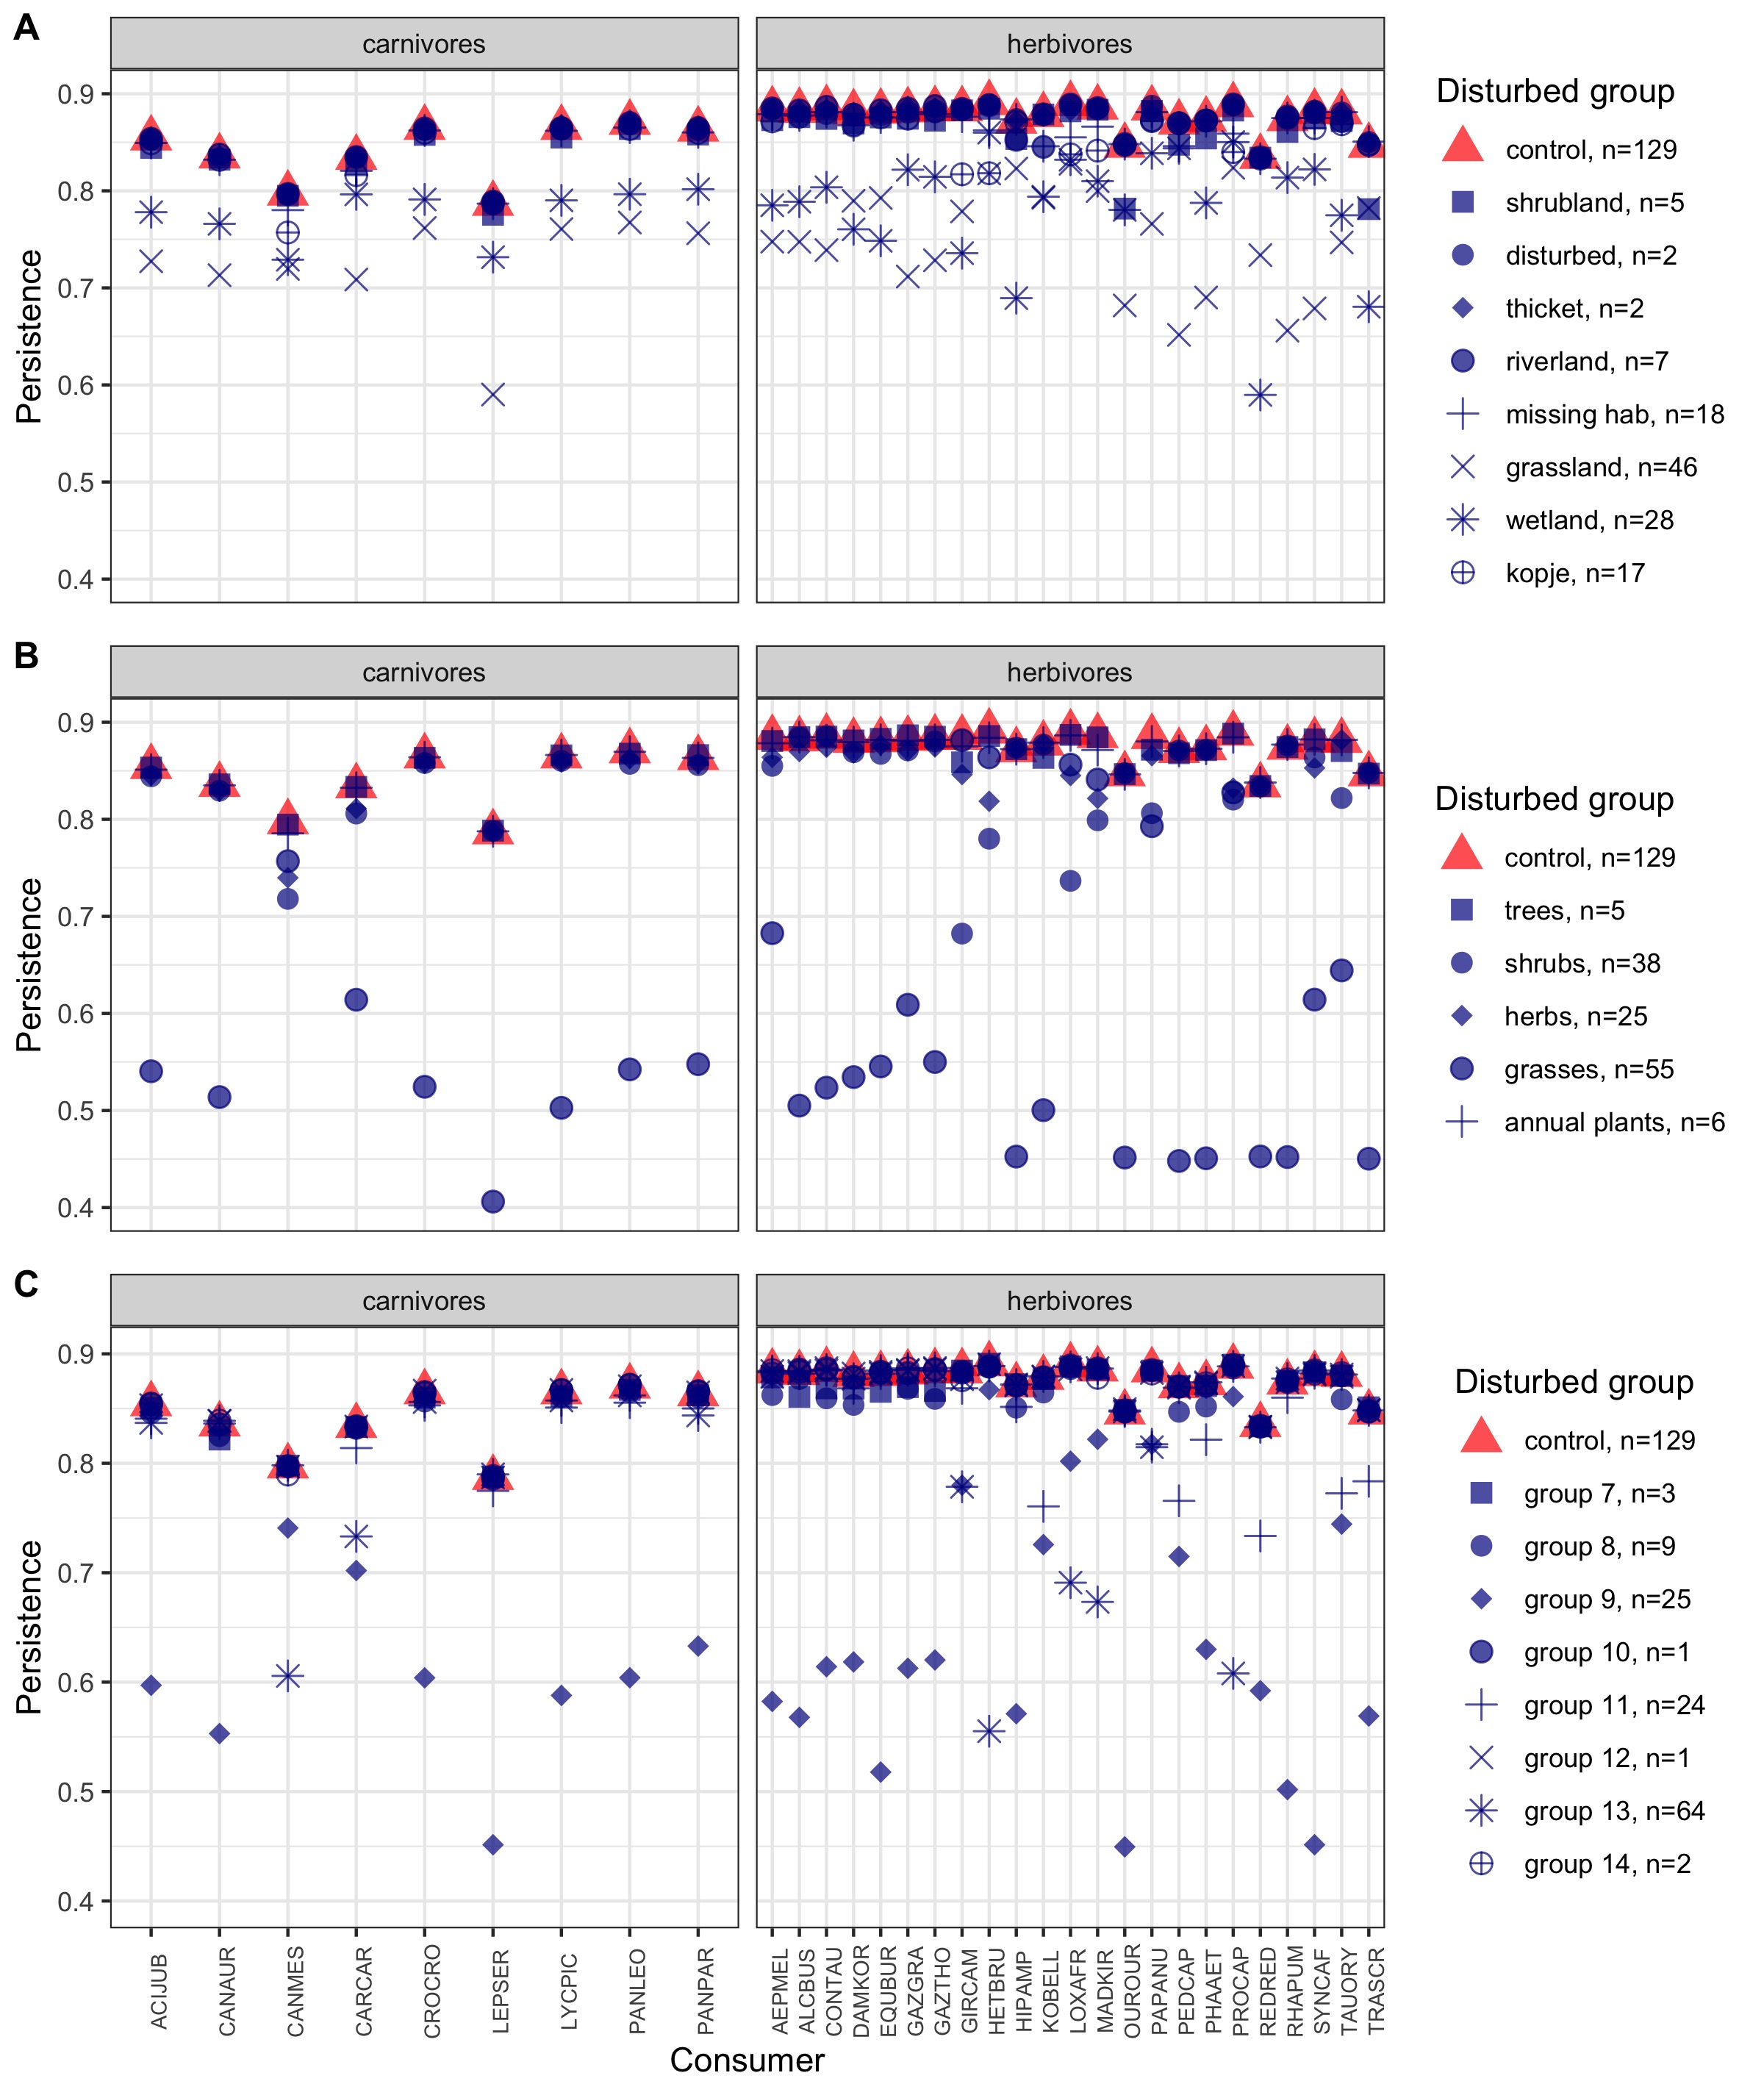 A
carnivores
herbivores
Persistence
0.9
0.8
0.7
0.6
0.5
0.4
Disturbed group
control, n=129
shrubland, n=5
disturbed, n=2
thicket, n=2
riverland, n=7
missing hab, n=18
grassland, n=46
wetland, n=28
kopje, n=17
B
carnivores
herbivores
Persistence
0.9
0.8
0.7
0.6
0.5
0.4
Disturbed group
control, n=129
trees, n=5
shrubs, n=38
herbs, n=25
grasses, n=55
annual plants, n=6
C
carnivores
herbivores
Persistence
0.9
0.8
0.7
0.6
0.5
0.4
Disturbed group
control, n=129
group 7, n=3
group 8, n=9
group 9, n=25
group 10, n=1
group 11, n=24
group 12, n=1
group 13, n=64
group 14, n=2
ACIJUB
CANAUR
CANMES
CARCAR
CROCRO
LEPSER
LYCPIC
PANLEO
PANPAR
AEPMEL
ALCBUS
CONTAU
DAMKOR
EQUBUR
GAZGRA
GAZTHO
GIRCAM
HETBRU
HIPAMP
KOBELL
LOXAFR
MADKIR
OUROUR
PAPANU
PEDCAP
PHAAET
PROCAP
REDRED
RHAPUM
SYNCAF
TAUORY
TRASCR
Consumer